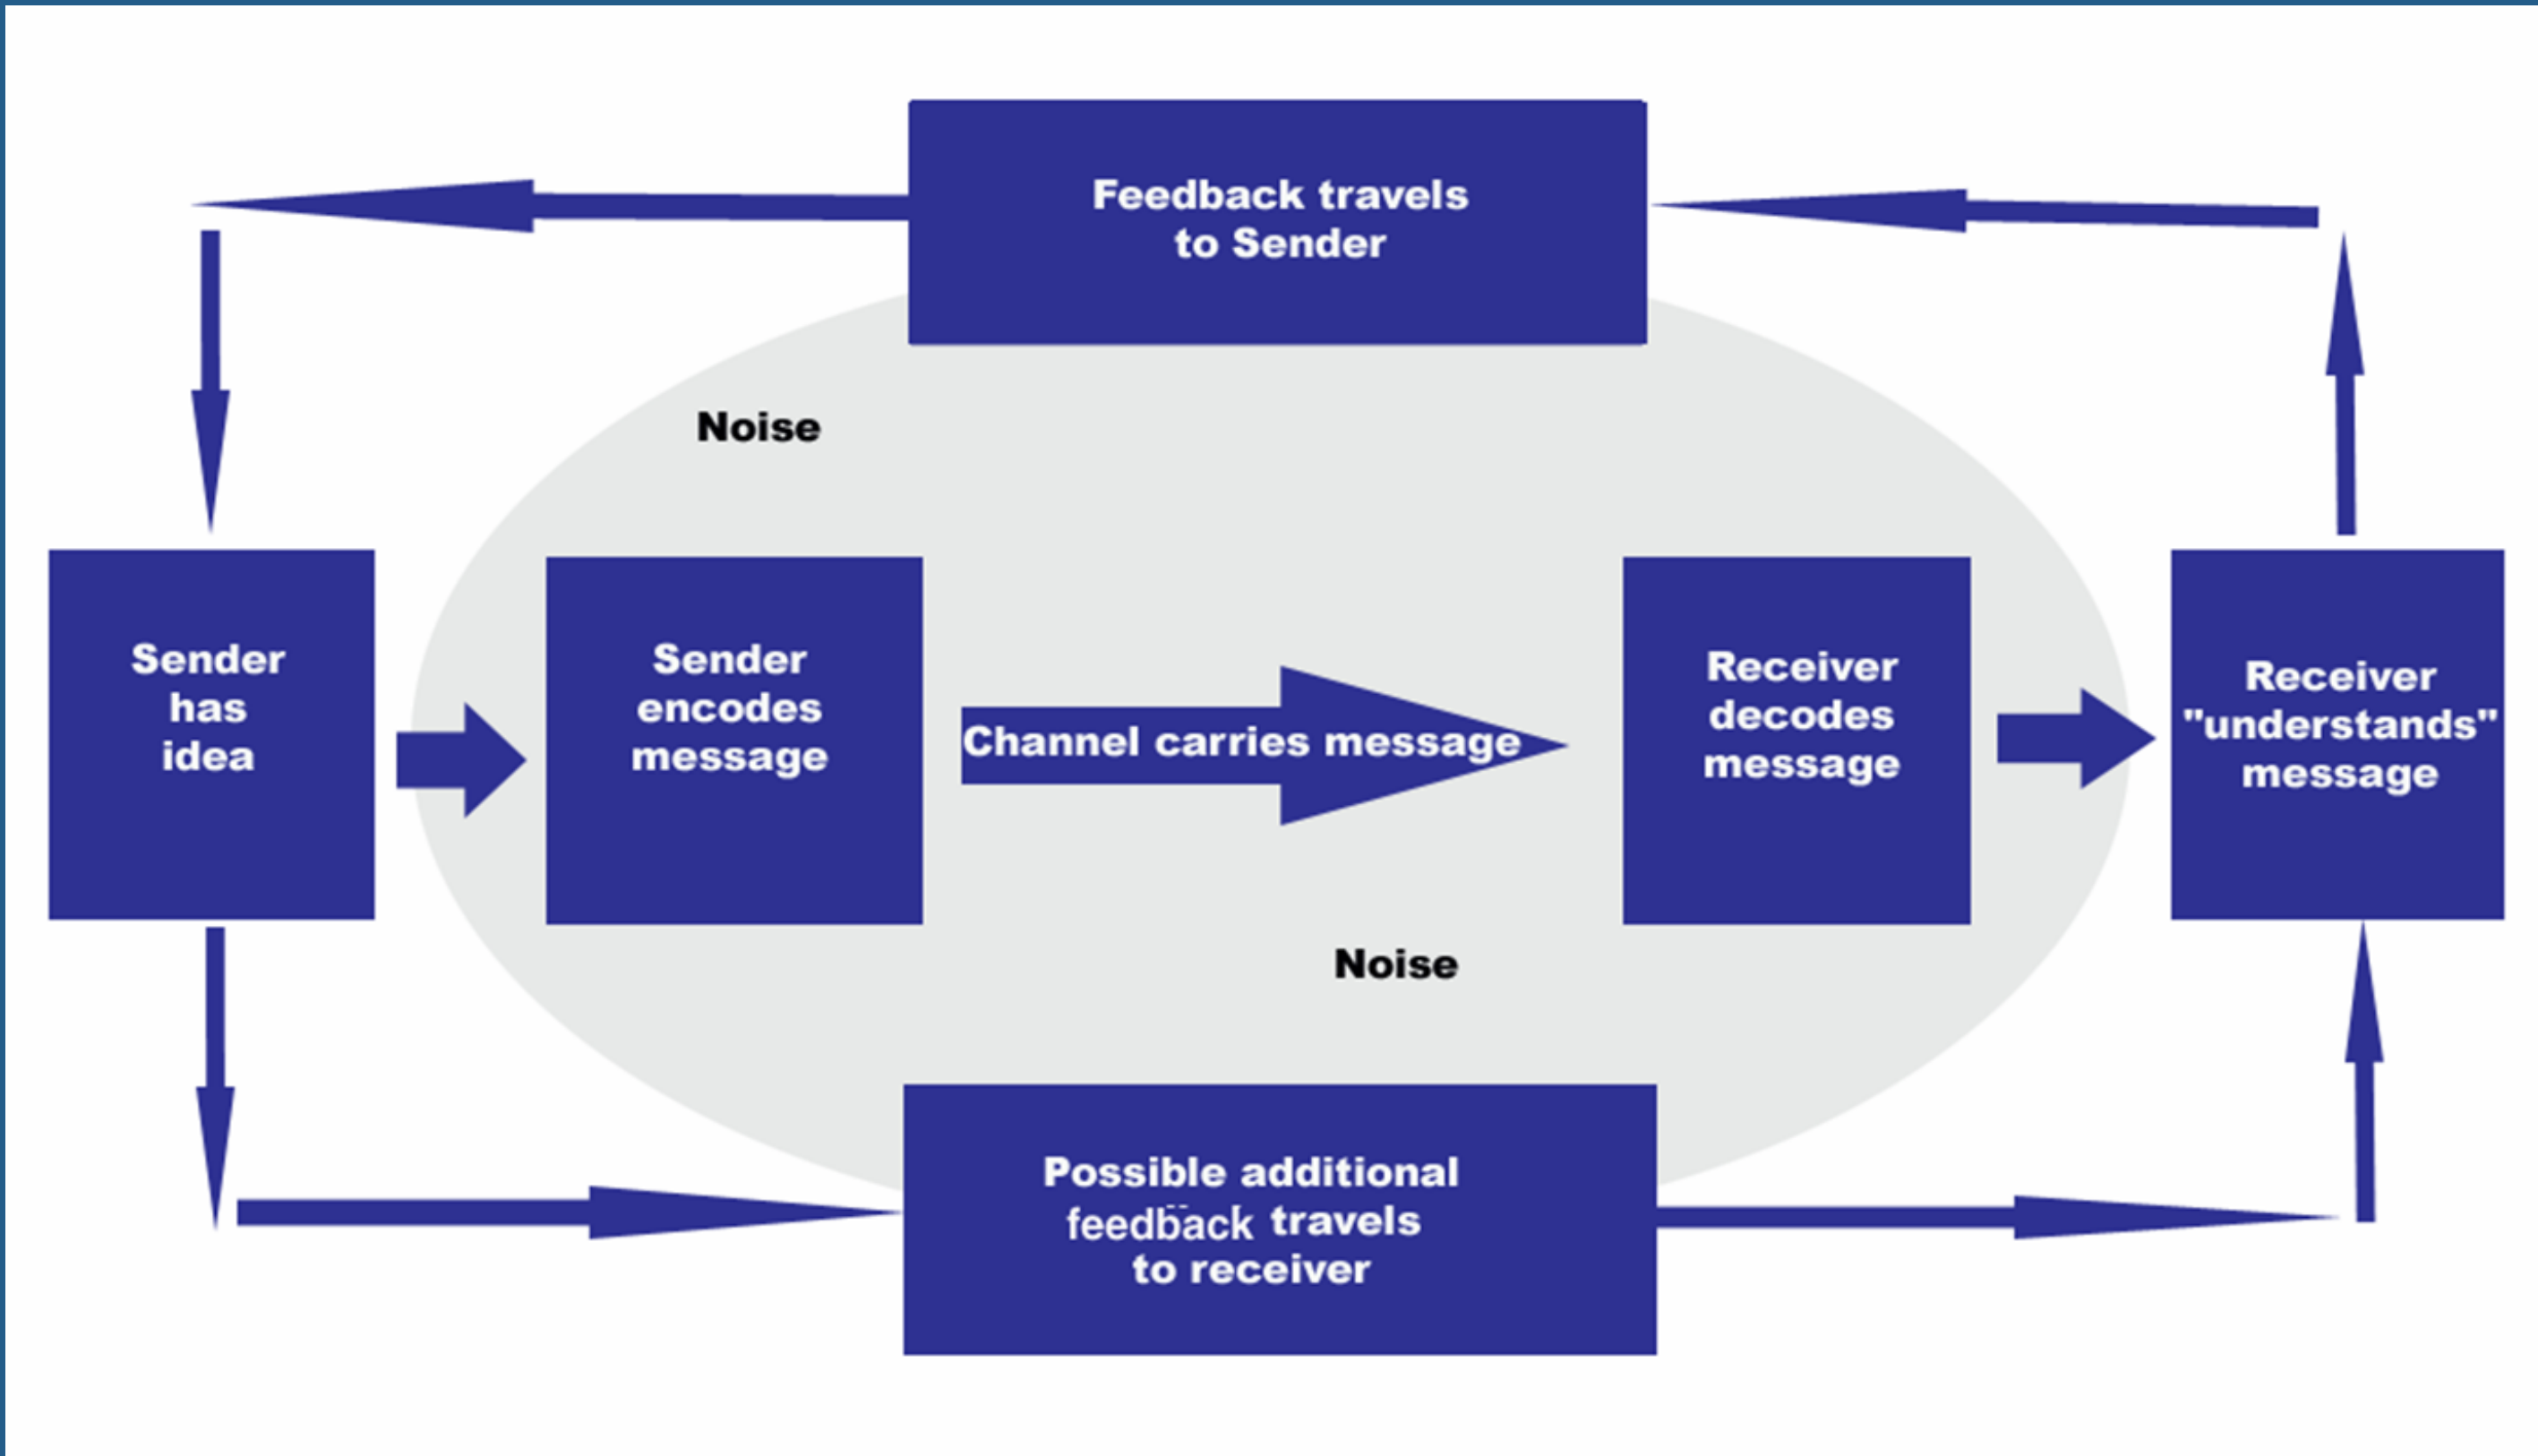 Feedback travels
to Sender
Noise
Sender
has
idea
Sender
encodes
message
Channel carries message
Receiver
decodes
message
Receiver
"understands"
message
Noise
Possible additional
feedback travels
to receiver